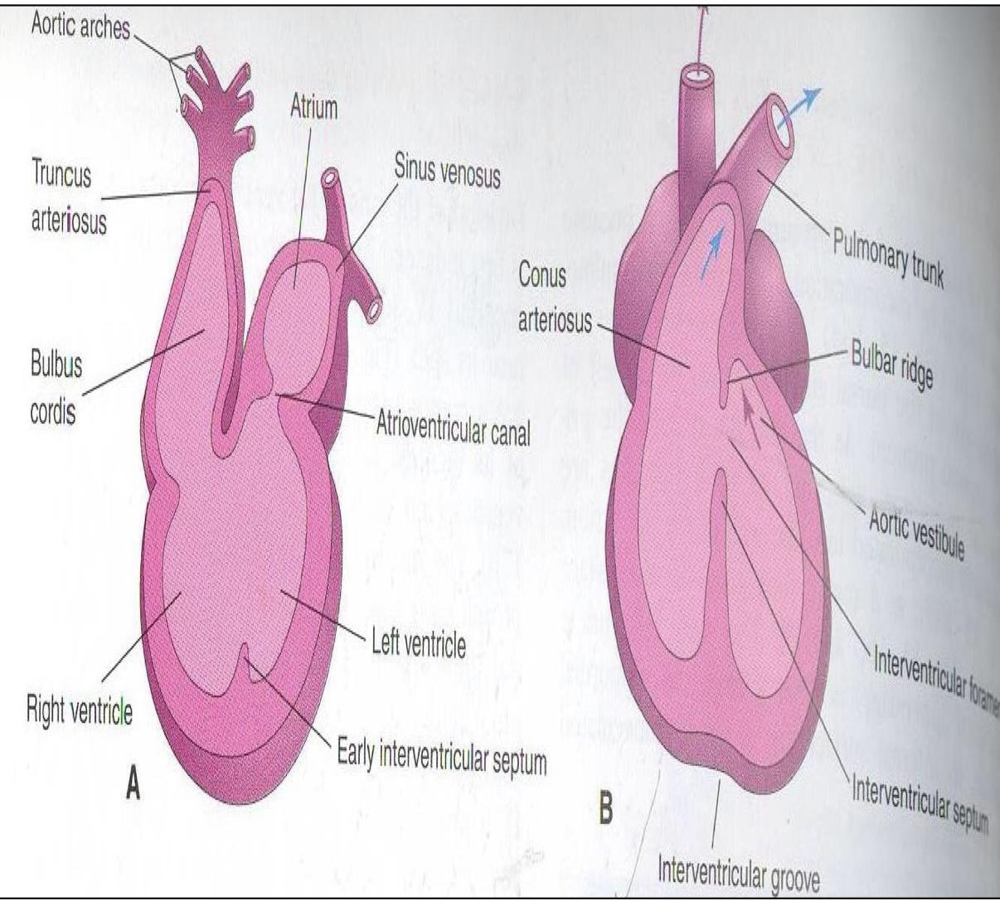 Aortic arches
Atrium
Sinus venosus
Truncus
arteriosus
Bulbus
cordis
Atrioventricular canal
Left ventricle
Right ventricle
Early interventricular septum
A
Conus
arteriosus
Pulmonary trunk
Bulbar ridge
Aortic vestibule
Interventricular forame
Interventricular septum
B
Interventricular groove